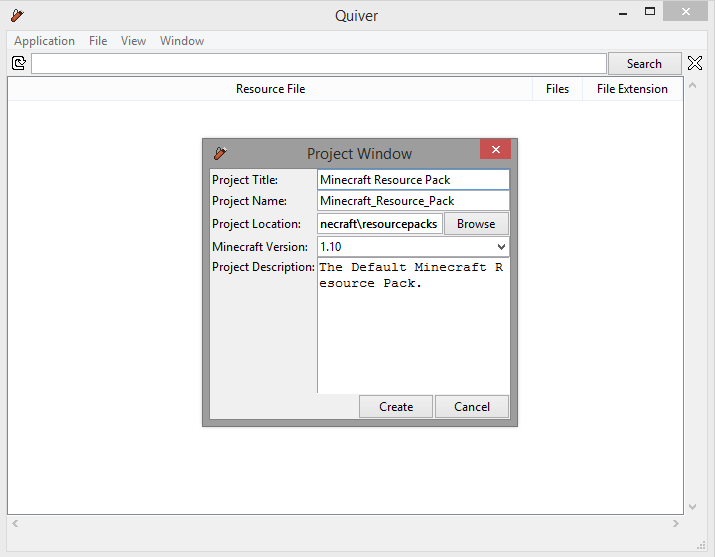 Quiver
Application File View Window
Search
Resource File Files File Extension
Project Window
Project Title: Minecraft Resource Pack
Project Name: Minecraft_Resource_Pack
Project Location: necraft\resourcepacks Browse
Minecraft Version: 1.10
Project Description: The Default Minecraft R
esource Pack.
Create Cancel